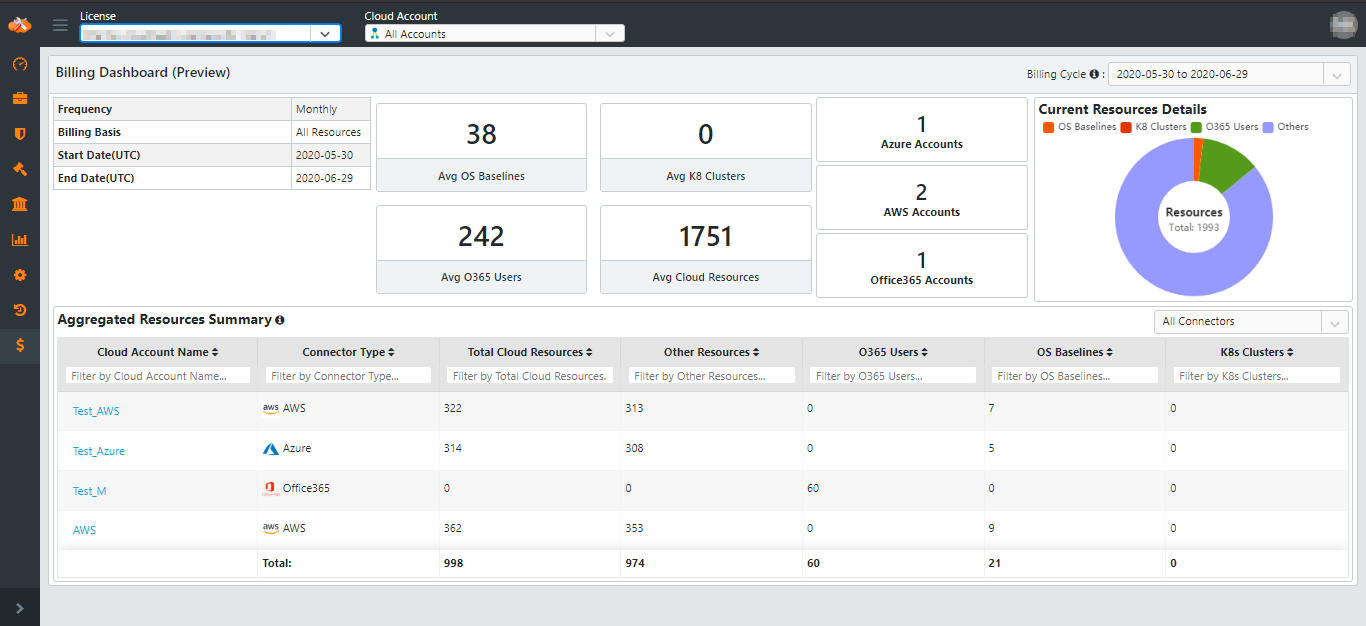 License
Cloud Account
All Accounts
Billing Dashboard (Preview)
Billing Cycle : 2020-05-30 to 2020-06-29
Frequency Monthly
Billing Basis All Resources
Start Date(UTC) 2020-05-30
End Date(UTC) 2020-06-29
38
Avg OS Baselines
0
Avg K8 Clusters
242
Avg O365 Users
1751
Avg Cloud Resources
1
Azure Accounts
2
AWS Accounts
1
Office365 Accounts
Current Resources Details
OS Baselines K8 Clusters O365 Users Others
Resources
Total: 1993
Aggregated Resources Summary
All Connectors
Cloud Account Name Connector Type Total Cloud Resources Other Resources O365 Users OS Baselines K8s Clusters
Filter by Cloud Account Name... Filter by Connector Type... Filter by Total Cloud Resources. Filter by Other Resources... Filter by O365 Users... Filter by OS Baselines... Filter by K8s Clusters...
Test_AWS aws AWS 322 313 0 7 0
Test_Azure Azure 314 308 0 5 0
Test_M Office365 0 0 60 0 0
AWS aws AWS 362 353 0 9 0
Total: 998 974 60 21 0